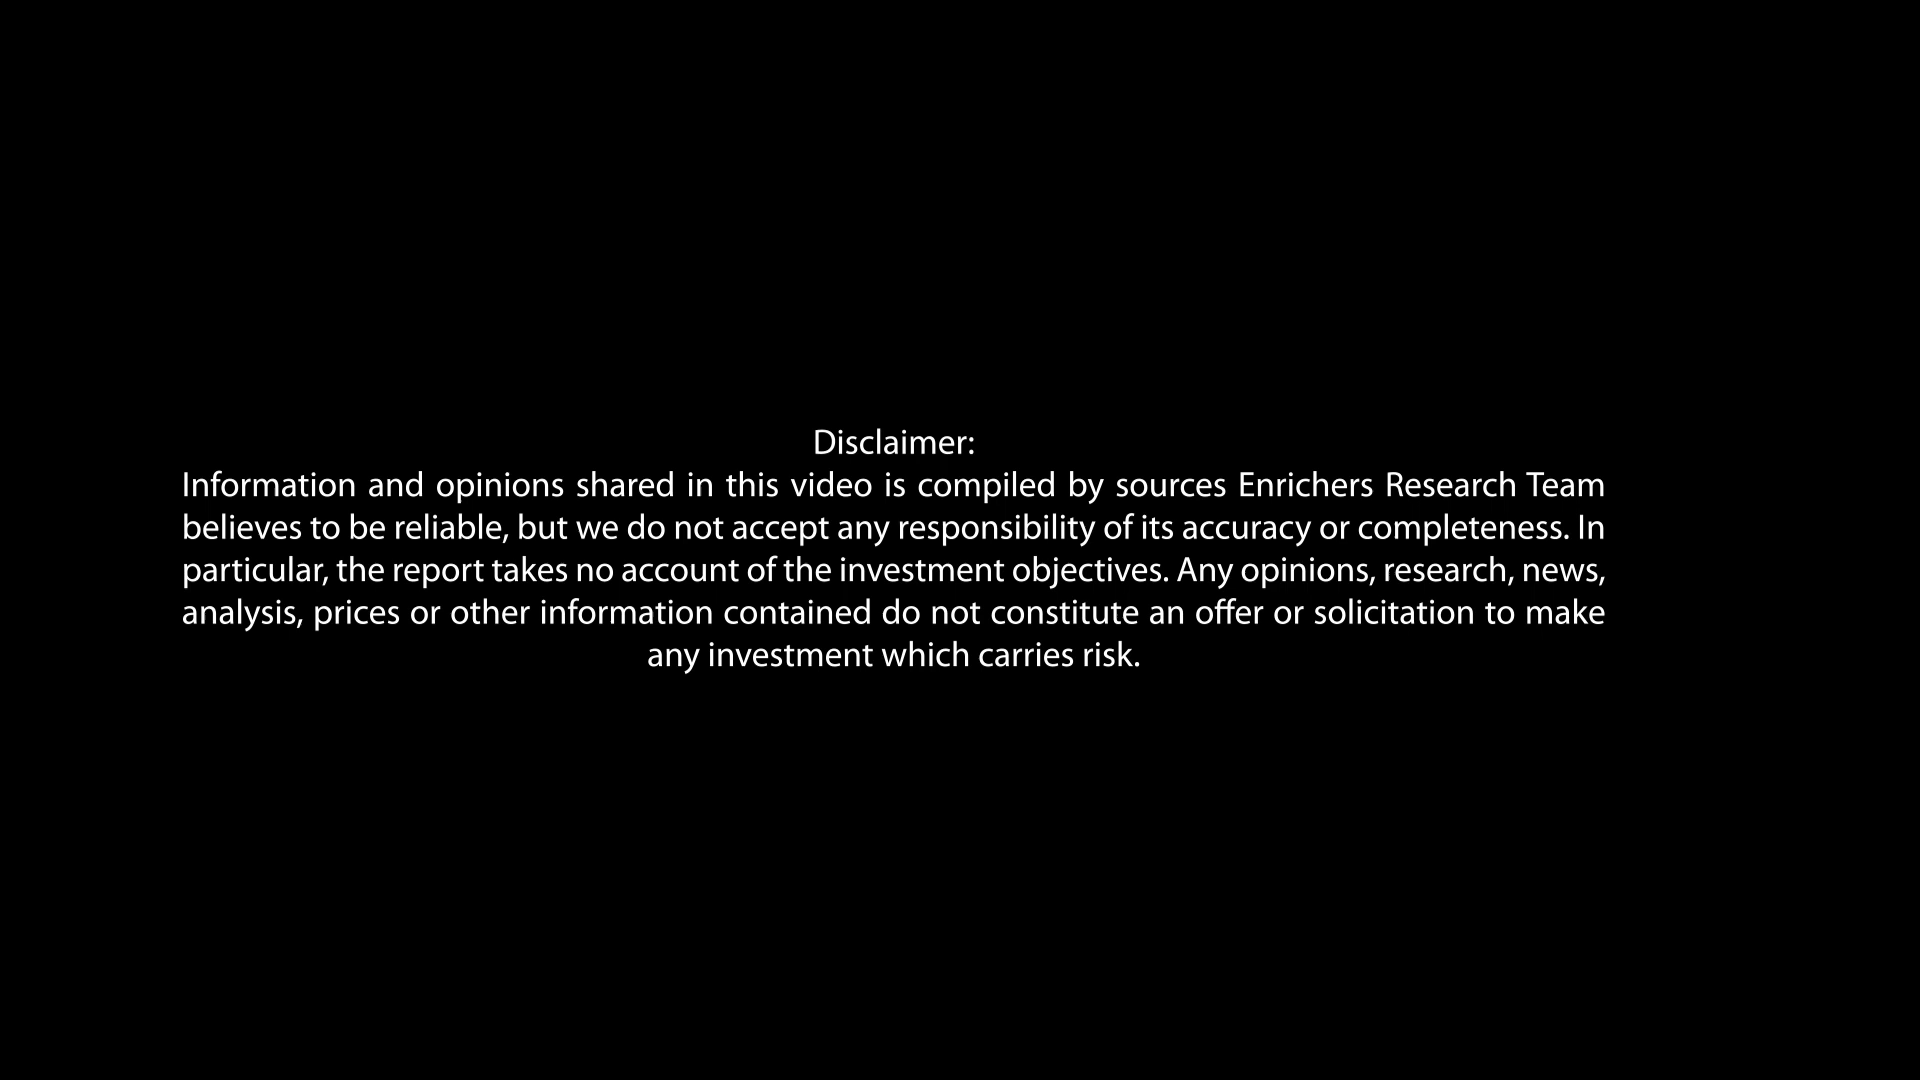 Disclaimer:
Information and opinions shared in this video is compiled by sources Enrichers Research Team
believes to be reliable, but we do not accept any responsibility of its accuracy or completeness. In
particular, the report takes no account of the investment objectives. Any opinions, research, news,
analysis, prices or other information contained do not constitute an offer or solicitation to make
any investment which carries risk.